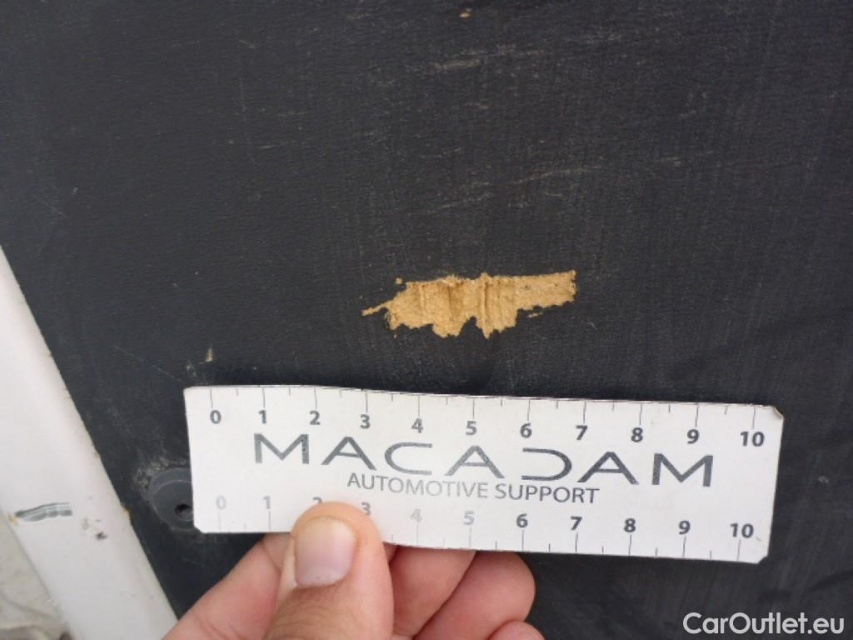 0 1 2 3 4 5 6 7 8 9 10
MACADAM
AUTOMOTIVE SUPPORT
0 1 3 4 5 6 7 8 9 10
CarOutlet.eu